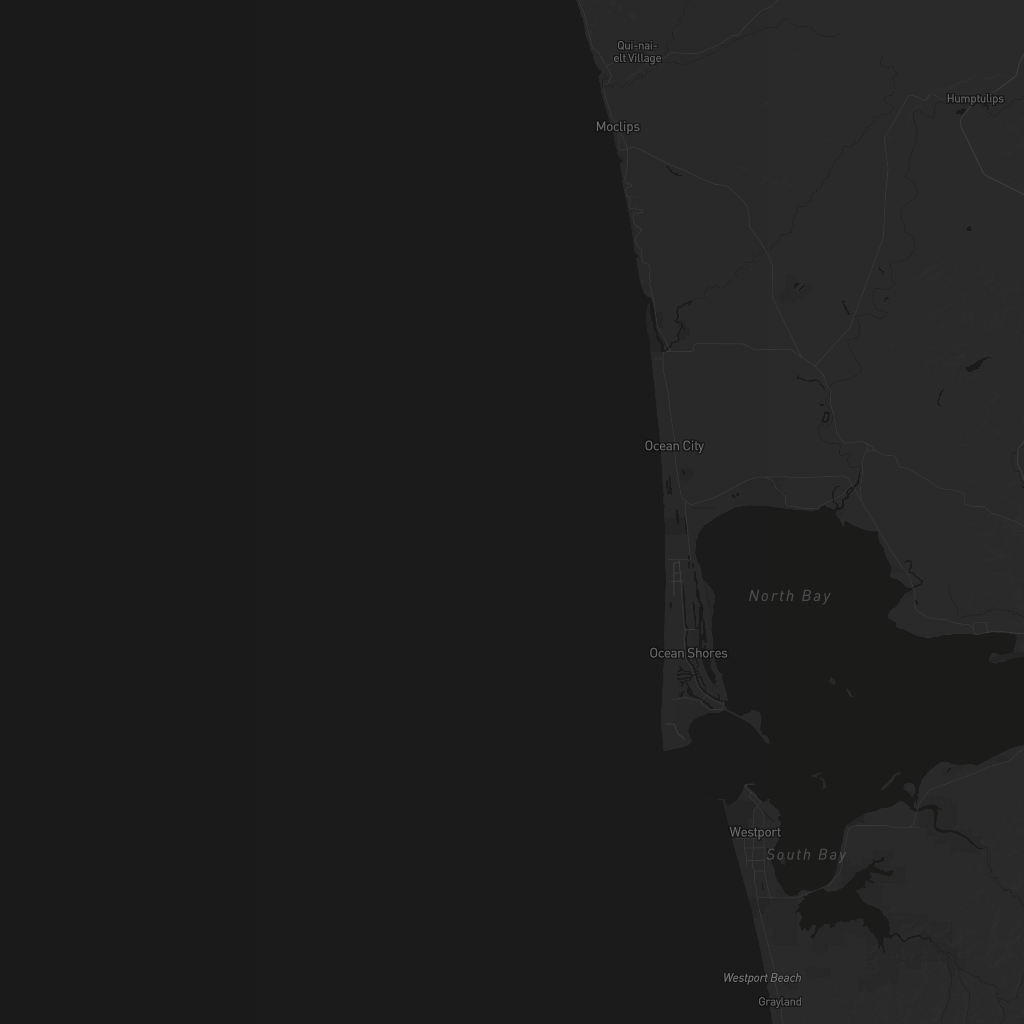 Qui-nai-
elt Village
Humptulips
Moclips
Ocean City
North Bay
Ocean Shores
Westport
South Bay
Westport Beach
Grayland